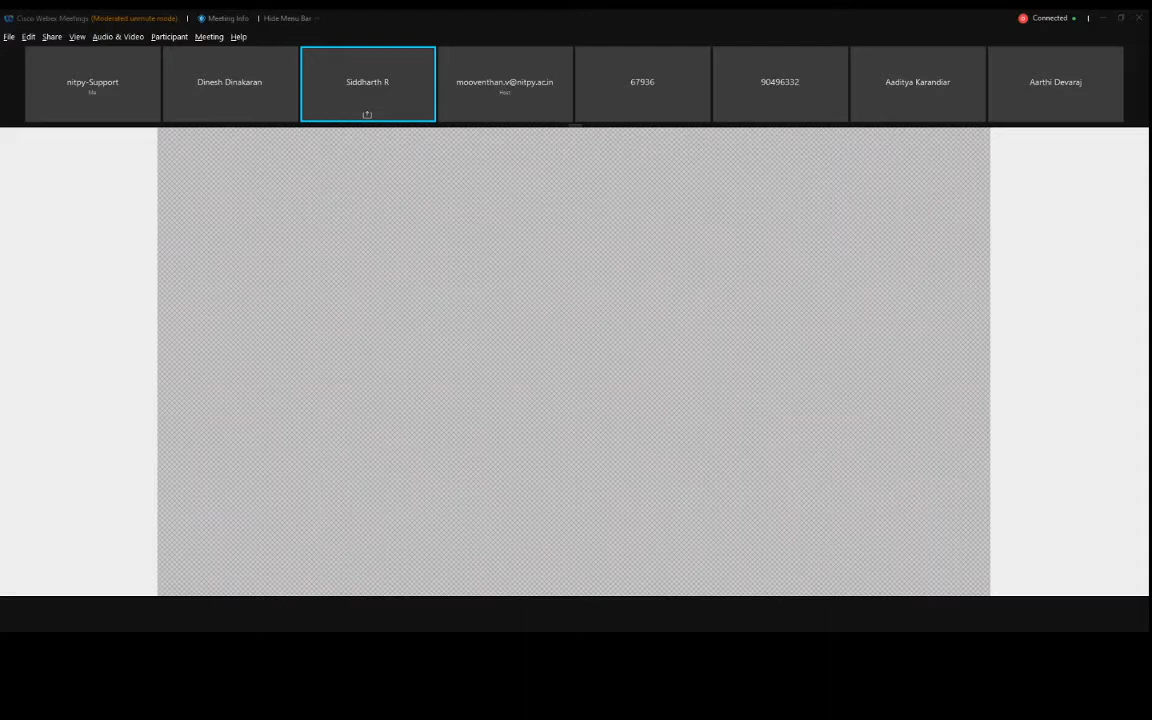 Cisco Webex Meetings (Moderated unmute mode) | Meeting Info | Hide Menu Bar Connected
File Edit Share View Audio & Video Participant Meeting Help
nitpy-Support Dinesh Dinakaran Siddharth R mooventhan.v@nitpy.ac.in 67936 90496332 Aaditya Karandiar Aarthi Devaraj
Me Host